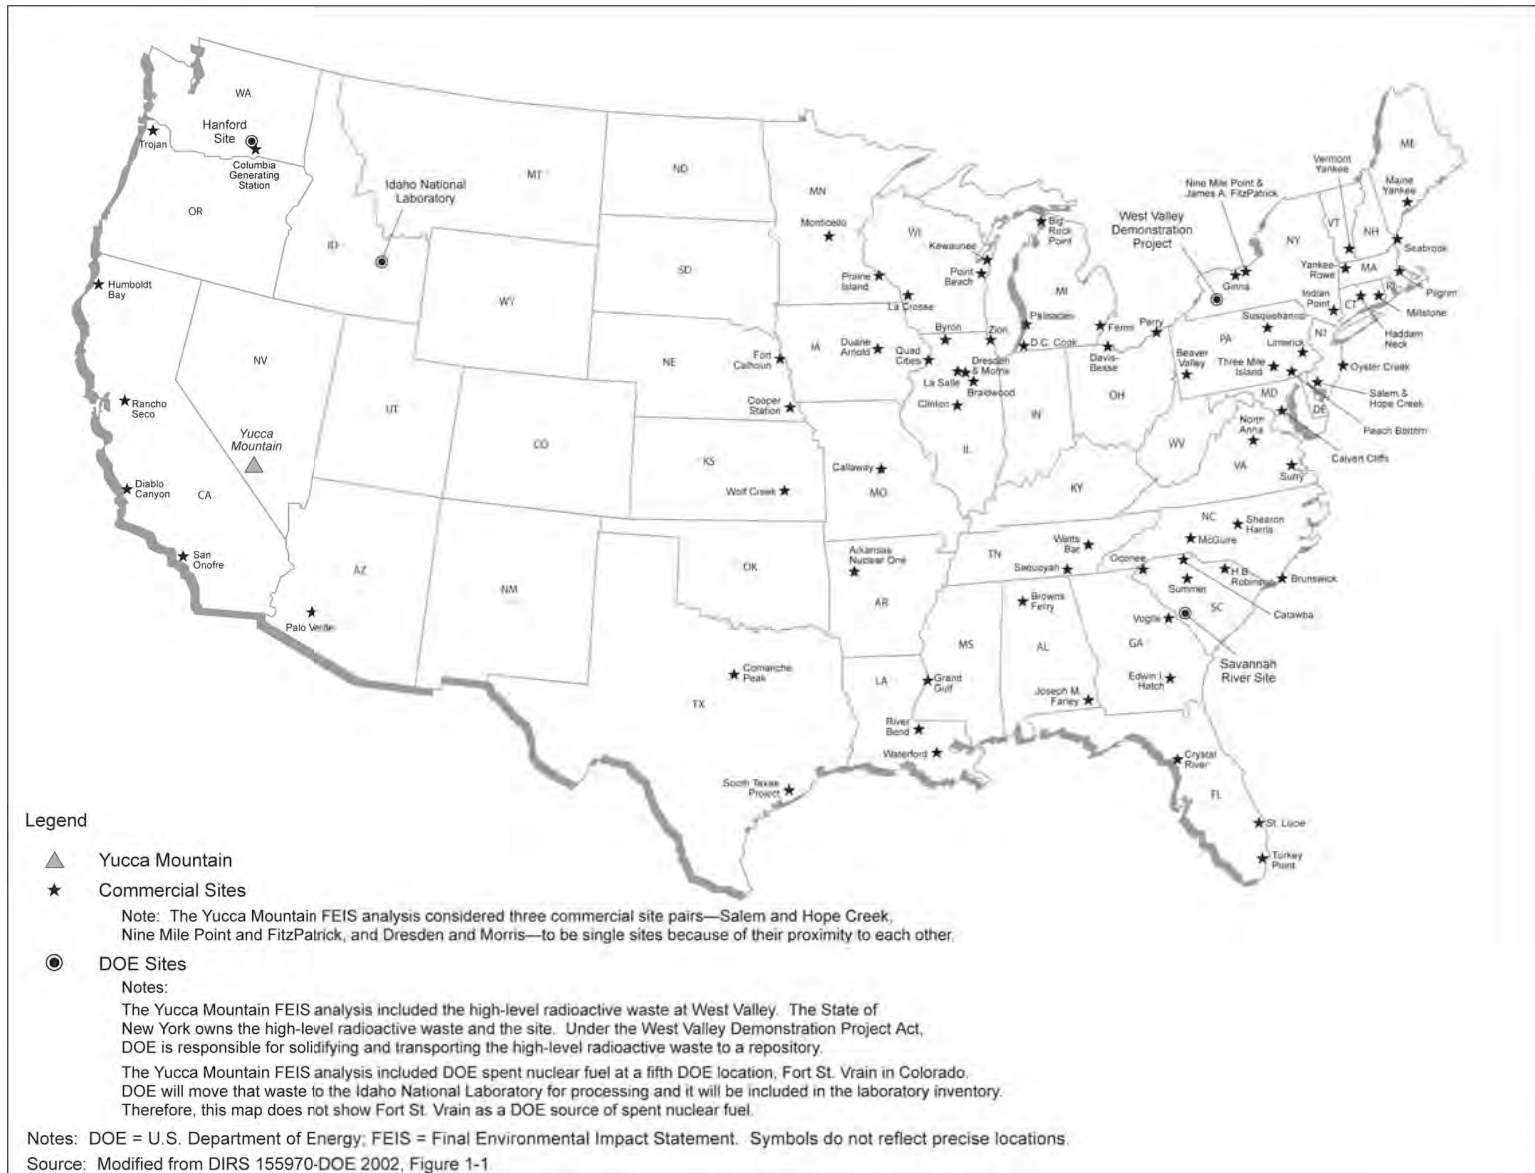 WA
Hanford
Site
Trojan
Columbia
Generating
Station
OR
ID
Idaho National
Laboratory
MT
ND
SD
WY
NE
MN
Monticello
Prairie
Island
WI
La Crosse
Kewaunee
Point
Beach
Big
Rock
Point
MI
Palisades
D.C. Cook
Fermi
Davis-
Besse
Perry
West Valley
Demonstration
Project
Nine Mile Point &
James A. FitzPatrick
Ginna
NY
Vermont
Yankee
VT
NH
ME
Maine
Yankee
Seabrook
Yankee-
Rowe
MA
Pilgrim
RI
CT
Millstone
Haddam
Neck
Indian
Point
Susquehanna
PA
NJ
Limerick
Three Mile
Island
Beaver
Valley
Oyster Creek
Salem &
Hope Creek
MD
DE
Peach Bottom
Calvert Cliffs
North
Anna
VA
Surry
WV
OH
IN
KY
Humboldt
Bay
NV
Rancho
Seco
Yucca
Mountain
Diablo
Canyon
CA
San
Onofre
UT
CO
AZ
Palo Verde
NM
Fort
Calhoun
Cooper
Station
IA
Duane
Arnold
Quad
Cities
Byron
Zion
Dresden
& Morris
La Salle
Braidwood
Clinton
IL
KS
Wolf Creek
Callaway
MO
OK
Arkansas
Nuclear One
AR
TN
Watts
Bar
Sequoyah
NC
Shearon
Harris
McGuire
Oconee
H.B.
Robinson
Brunswick
Summer
Catawba
SC
Vogtle
Savannah
River Site
GA
Edwin I.
Hatch
Browns
Ferry
MS
AL
Joseph M.
Farley
LA
Grand
Gulf
River
Bend
Waterford
TX
Comanche
Peak
South Texas
Project
Crystal
River
FL
St. Lucie
Turkey
Point
Legend
Yucca Mountain
Commercial Sites
Note: The Yucca Mountain FEIS analysis considered three commercial site pairs—Salem and Hope Creek,
Nine Mile Point and FitzPatrick, and Dresden and Morris—to be single sites because of their proximity to each other.
DOE Sites
Notes:
The Yucca Mountain FEIS analysis included the high-level radioactive waste at West Valley. The State of
New York owns the high-level radioactive waste and the site. Under the West Valley Demonstration Project Act,
DOE is responsible for solidifying and transporting the high-level radioactive waste to a repository.
The Yucca Mountain FEIS analysis included DOE spent nuclear fuel at a fifth DOE location, Fort St. Vrain in Colorado.
DOE will move that waste to the Idaho National Laboratory for processing and it will be included in the laboratory inventory.
Therefore, this map does not show Fort St. Vrain as a DOE source of spent nuclear fuel.
Notes: DOE = U.S. Department of Energy; FEIS = Final Environmental Impact Statement. Symbols do not reflect precise locations.
Source: Modified from DIRS 155970-DOE 2002, Figure 1-1.